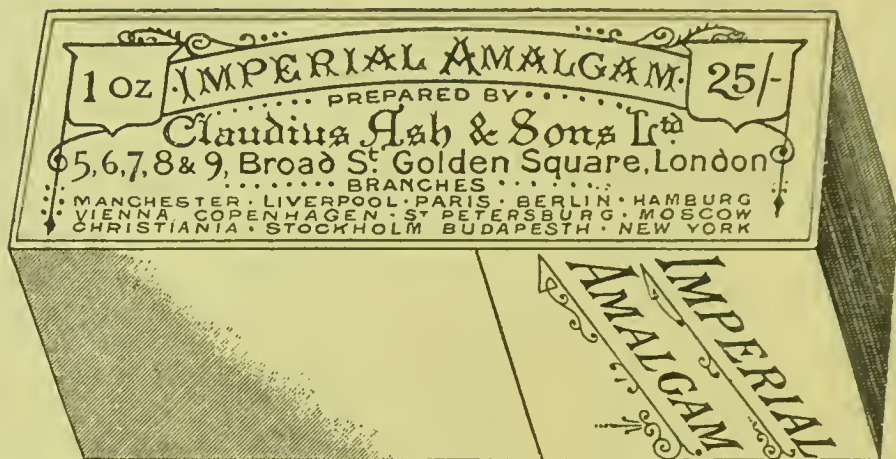 1 Oz
·IMPERIAL AMALGAM·
25/-
PREPARED BY
Claudius Ash & Sons Ltd
5,6,7,8 & 9, Broad St. Golden Square, London
BRANCHES
MANCHESTER · LIVERPOOL · PARIS · BERLIN · HAMBURG
VIENNA, COPENHAGEN · ST PETERSBURG · MOSCOW
CHRISTIANIA · STOCKHOLM BUDAPESTH · NEW YORK
IMPERIAL
AMALGAM.